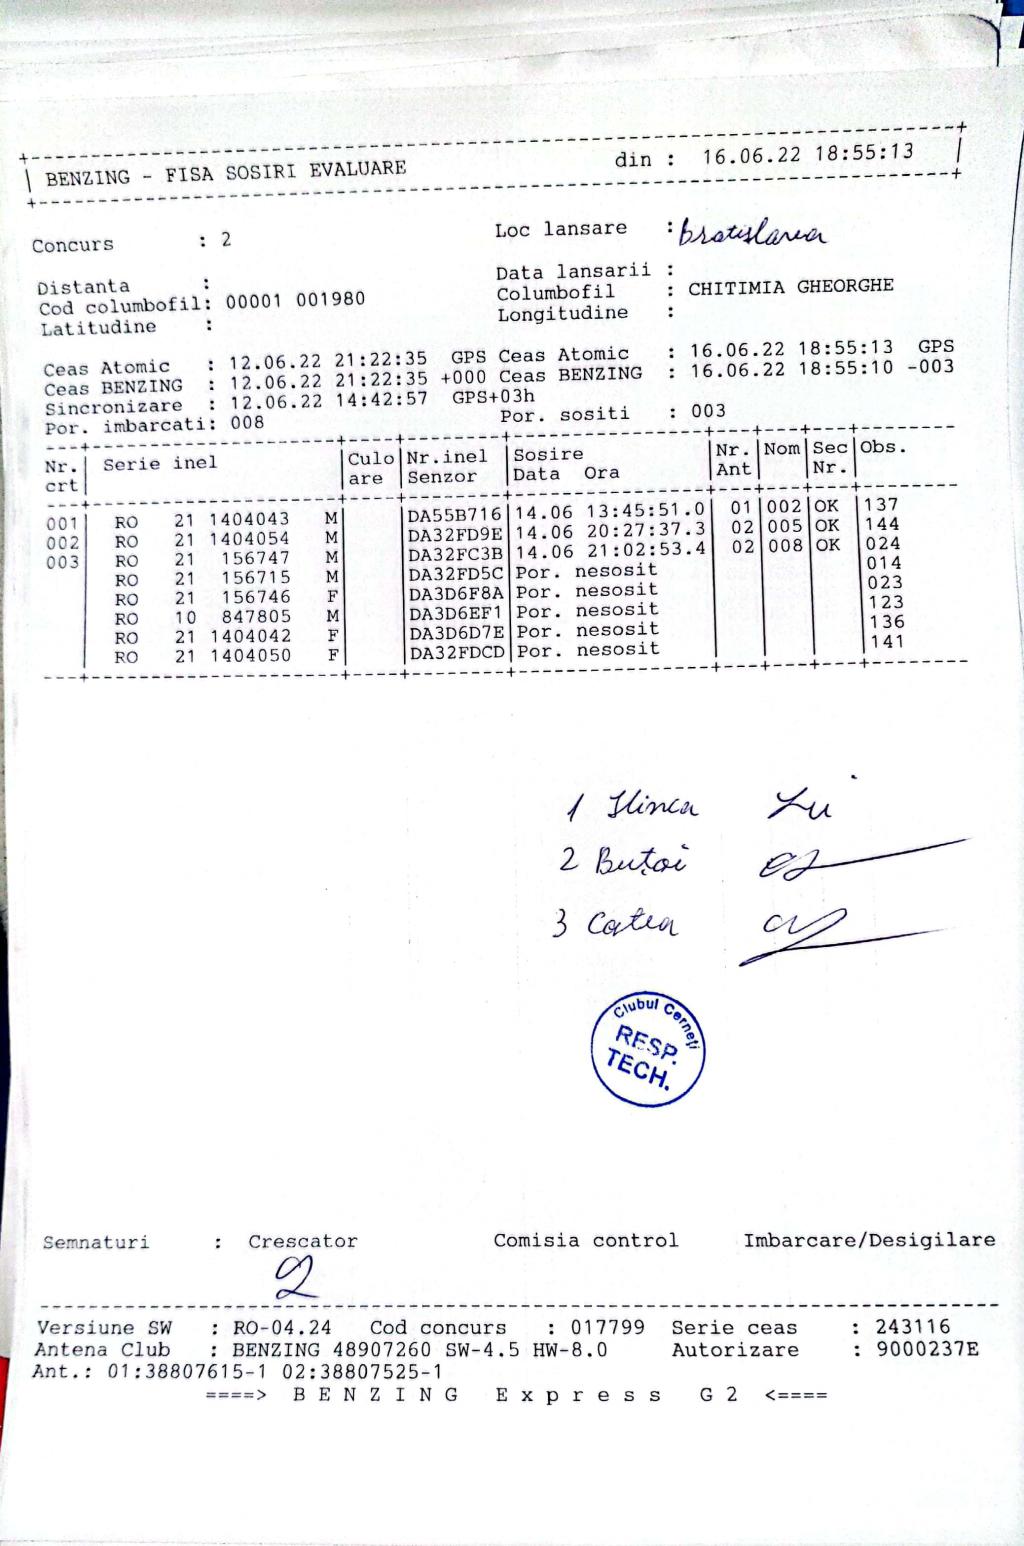 +--------------------------------------------------------------------------+
| BENZING - FISA SOSIRI EVALUARE din : 16.06.22 18:55:13 |
+--------------------------------------------------------------------------+
Concurs : 2 Loc lansare : Bratislava
Distanta : Data lansarii :
Cod columbofil: 00001 001980 Columbofil : CHITIMIA GHEORGHE
Latitudine : Longitudine :
Ceas Atomic : 12.06.22 21:22:35 GPS Ceas Atomic : 16.06.22 18:55:13 GPS
Ceas BENZING : 12.06.22 21:22:35 +000 Ceas BENZING : 16.06.22 18:55:10 -003
Sincronizare : 12.06.22 14:42:57 GPS+03h
Por. imbarcati: 008 Por. sositi : 003
Nr. | Serie inel |Culo|Nr.inel |Sosire |Nr.|Nom|Sec|Obs.
crt | |are |Senzor |Data Ora |Ant| |Nr.|
001| RO 21 1404043 M| |DA55B716|14.06 13:45:51.0|01|002|OK|137
002| RO 21 1404054 M| |DA32FD9E|14.06 20:27:37.3|02|005|OK|144
003| RO 21 156747 M| |DA32FC3B|14.06 21:02:53.4|02|008|OK|024
| RO 21 156715 M| |DA32FD5C|Por. nesosit | | | |014
| RO 21 156746 F| |DA3D6F8A|Por. nesosit | | | |023
| RO 10 847805 M| |DA3D6EF1|Por. nesosit | | | |123
| RO 21 1404042 F| |DA3D6D7E|Por. nesosit | | | |136
| RO 21 1404050 F| |DA32FDCD|Por. nesosit | | | |141
1 Ilinca
2 Buțoi
3 Catea
Clubul Cerneți
RESP.
TECH.
Semnaturi : Crescator Comisia control Imbarcare/Desigilare
Versiune SW : RO-04.24 Cod concurs : 017799 Serie ceas : 243116
Antena Club : BENZING 48907260 SW-4.5 HW-8.0 Autorizare : 9000237E
Ant.: 01:38807615-1 02:38807525-1
====> B E N Z I N G E x p r e s s G 2 <====